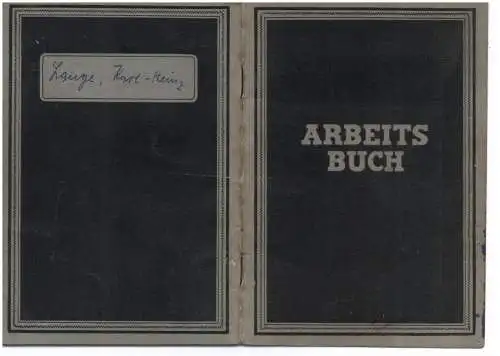 Lange, Karl-Heinz
ARBEITS
BUCH